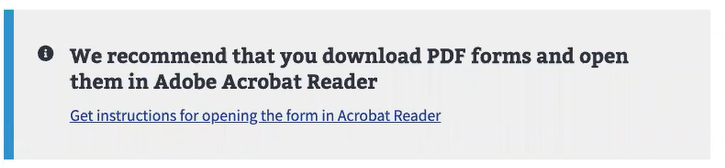 We recommend that you download PDF forms and open
them in Adobe Acrobat Reader
Get instructions for opening the form in Acrobat Reader